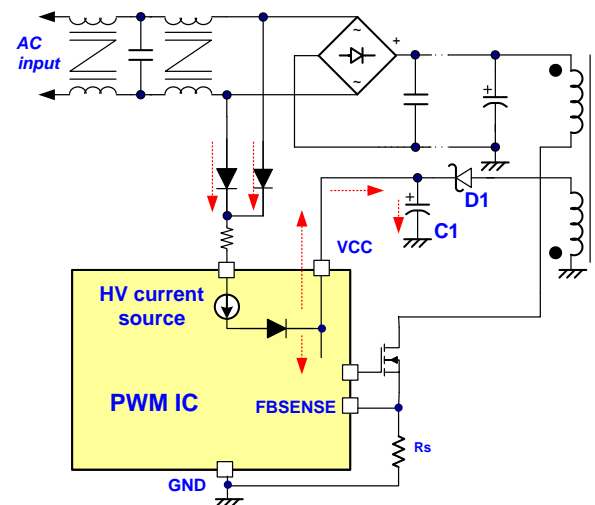 AC
input
~
+
~
+
+
D1
C1
VCC
HV current
source
PWM IC
FBSENSE
Rs
GND